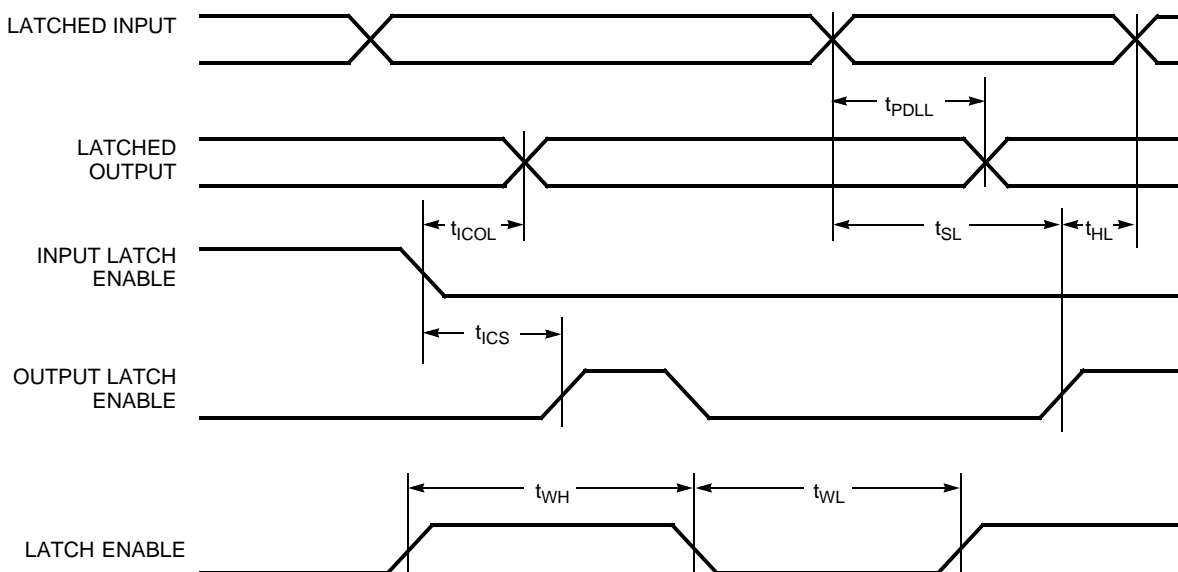 LATCHED INPUT
tPDLL
LATCHED
OUTPUT
tICOL
tSL
tHL
INPUT LATCH
ENABLE
tICS
OUTPUT LATCH
ENABLE
tWH
tWL
LATCH ENABLE